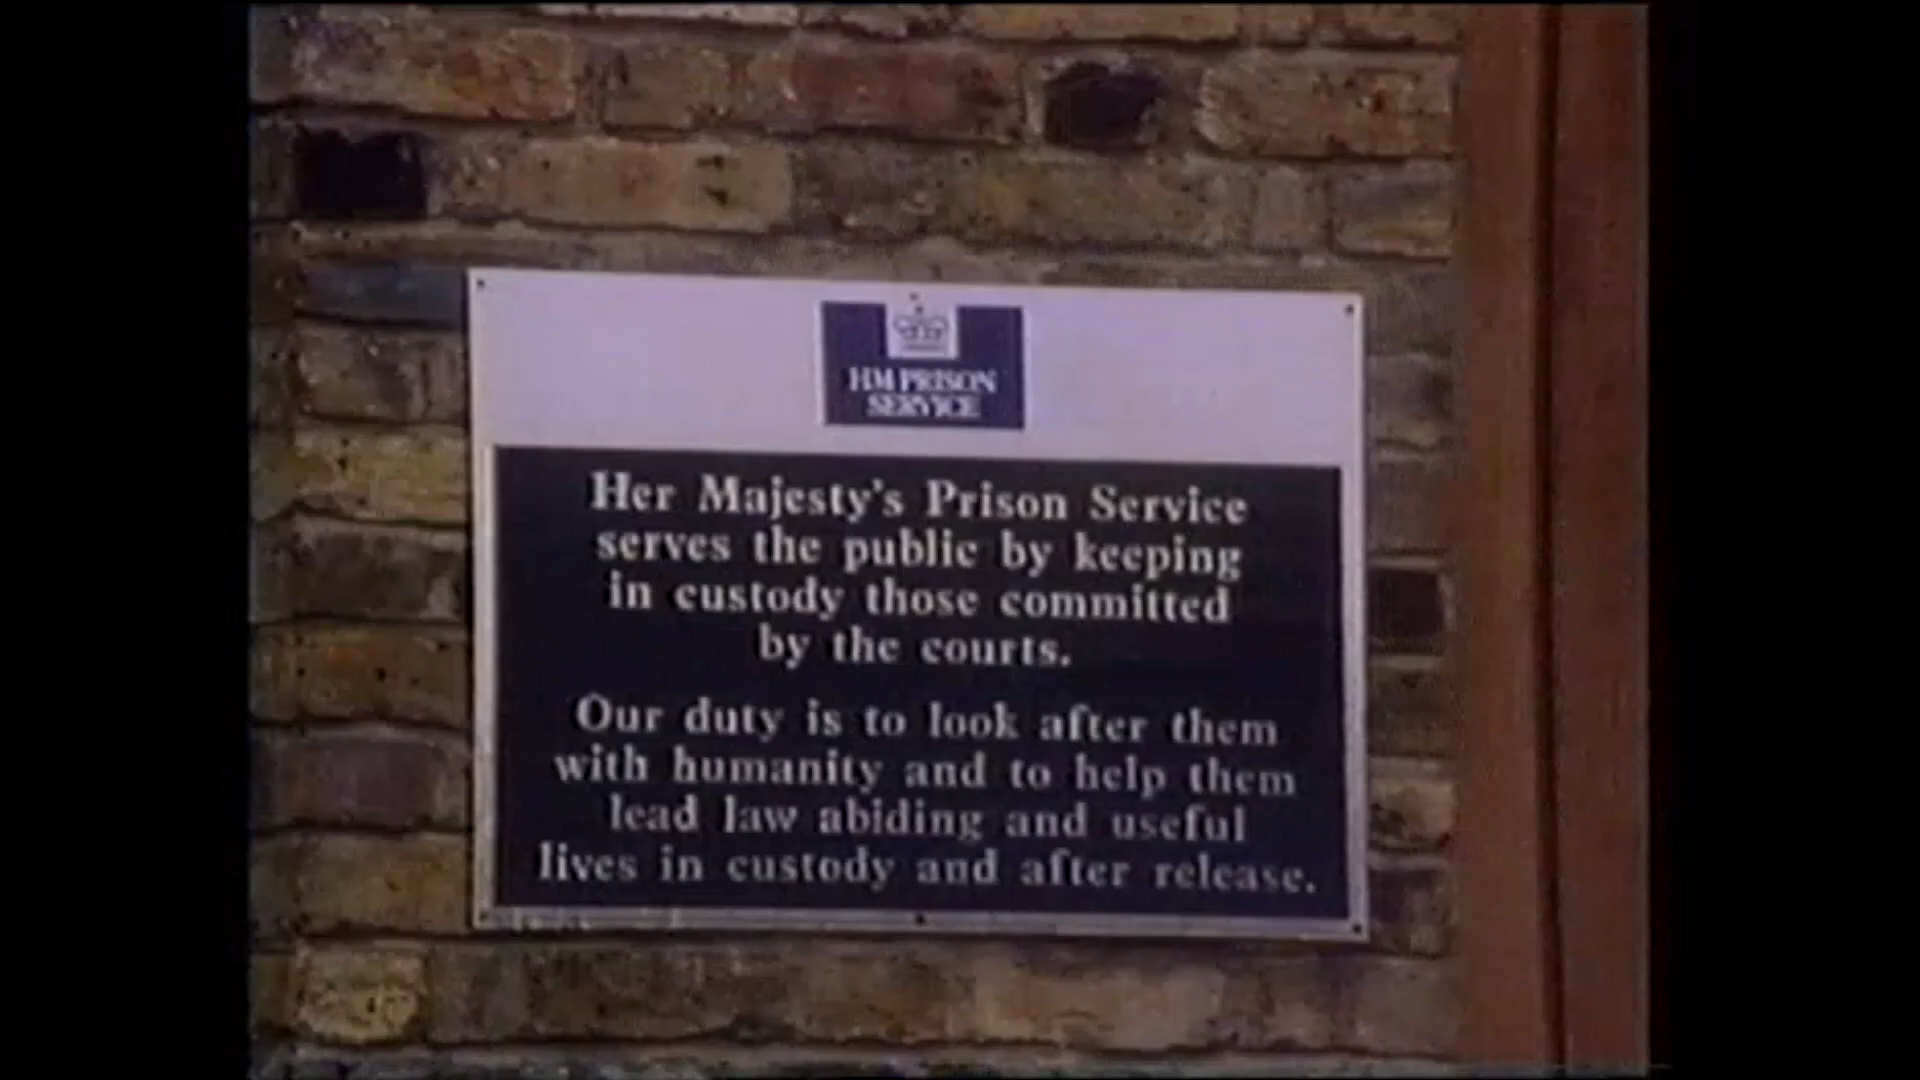 HM PRISON
SERVICE
Her Majesty's Prison Service
serves the public by keeping
in custody those committed
by the courts.
Our duty is to look after them
with humanity and to help them
lead law abiding and useful
lives in custody and after release.